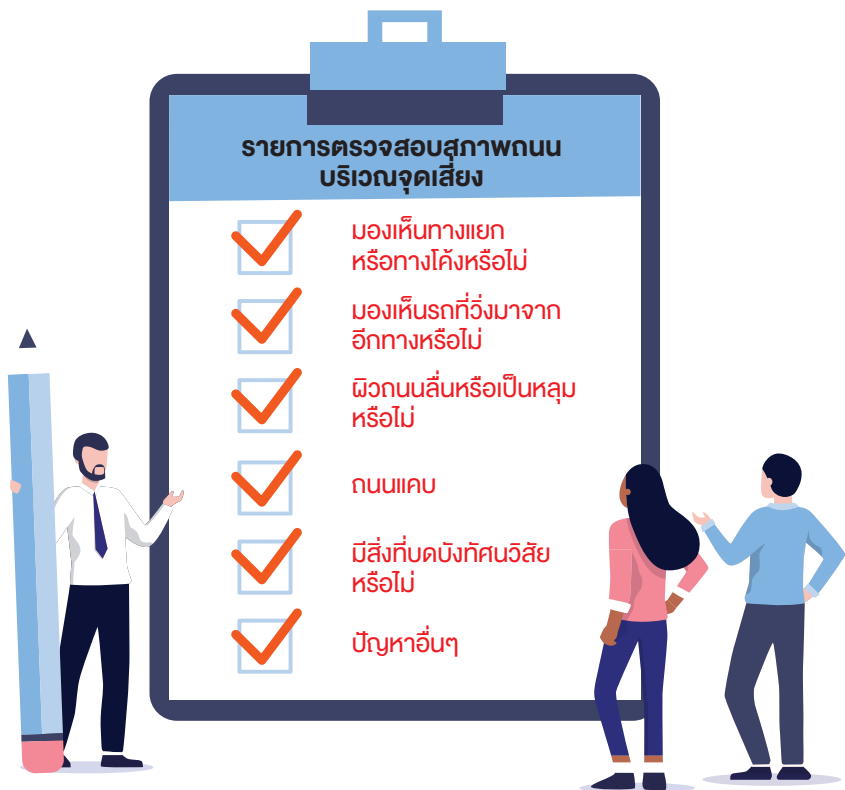 รายการตรวจสอบสภาพถนน
บริเวณจุดเสี่ยง
มองเห็นทางแยก
หรือทางโค้งหรือไม่
มองเห็นรถที่วิ่งมาจาก
อีกทางหรือไม่
ผิวถนนลื่นหรือเป็นหลุม
หรือไม่
ถนนแคบ
มีสิ่งที่บดบังทัศนวิสัย
หรือไม่
ปัญหาอื่นๆ